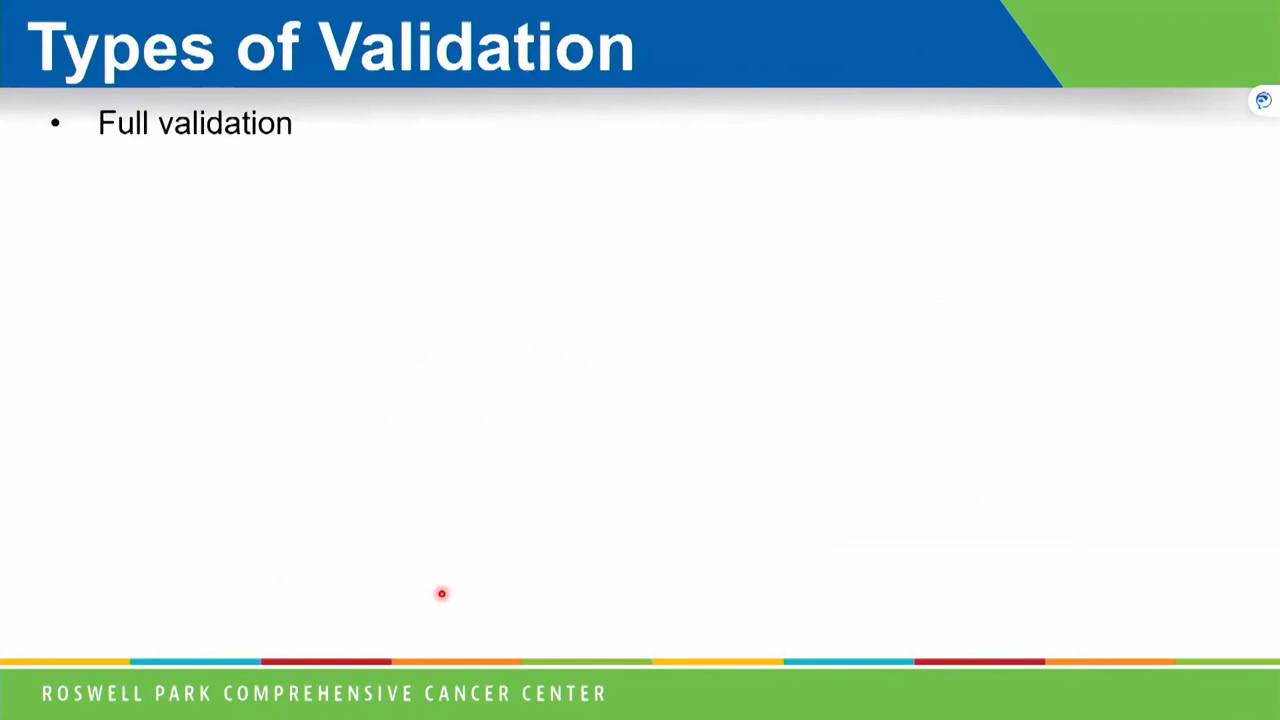 Types of Validation
• Full validation
ROSWELL PARK COMPREHENSIVE CANCER CENTER